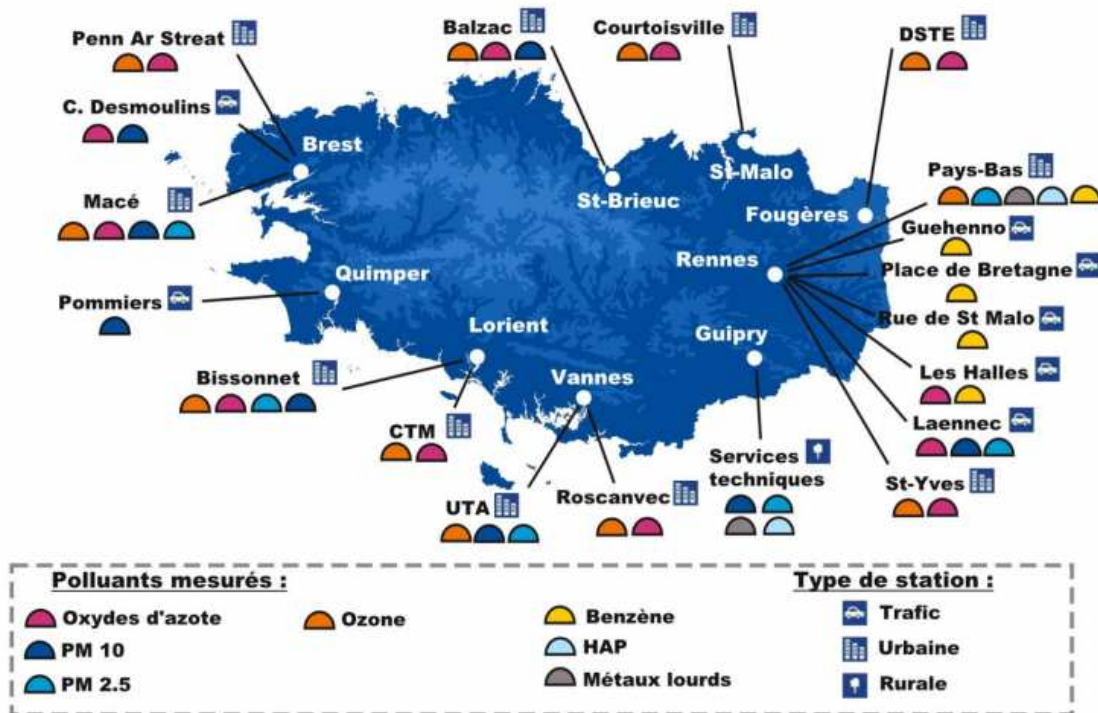 Penn Ar Streat
Balzac
Courtoisville
DSTE
C. Desmoulins
Brest
St-Malo
Pays-Bas
Macé
St-Brieuc
Fougères
Guehenno
Rennes
Place de Bretagne
Quimper
Pommiers
Rue de St Malo
Lorient
Guipry
Les Halles
Bissonnet
Vannes
Laennec
CTM
Services
techniques
St-Yves
UTA
Roscanvec
Polluants mesurés :
Oxydes d'azote
PM 10
PM 2.5
Ozone
Benzène
HAP
Métaux lourds
Type de station :
Trafic
Urbaine
Rurale